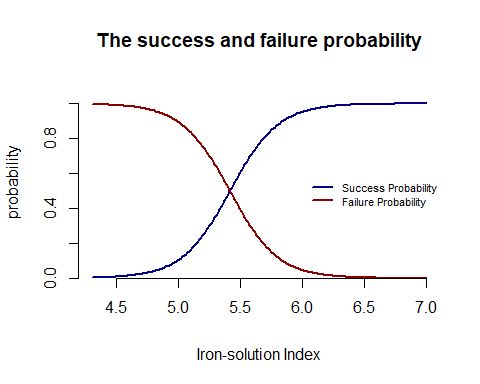 The success and failure probability
probability
0.8
0.4
0.0
Success Probability
Failure Probability
4.5 5.0 5.5 6.0 6.5 7.0
Iron-solution Index